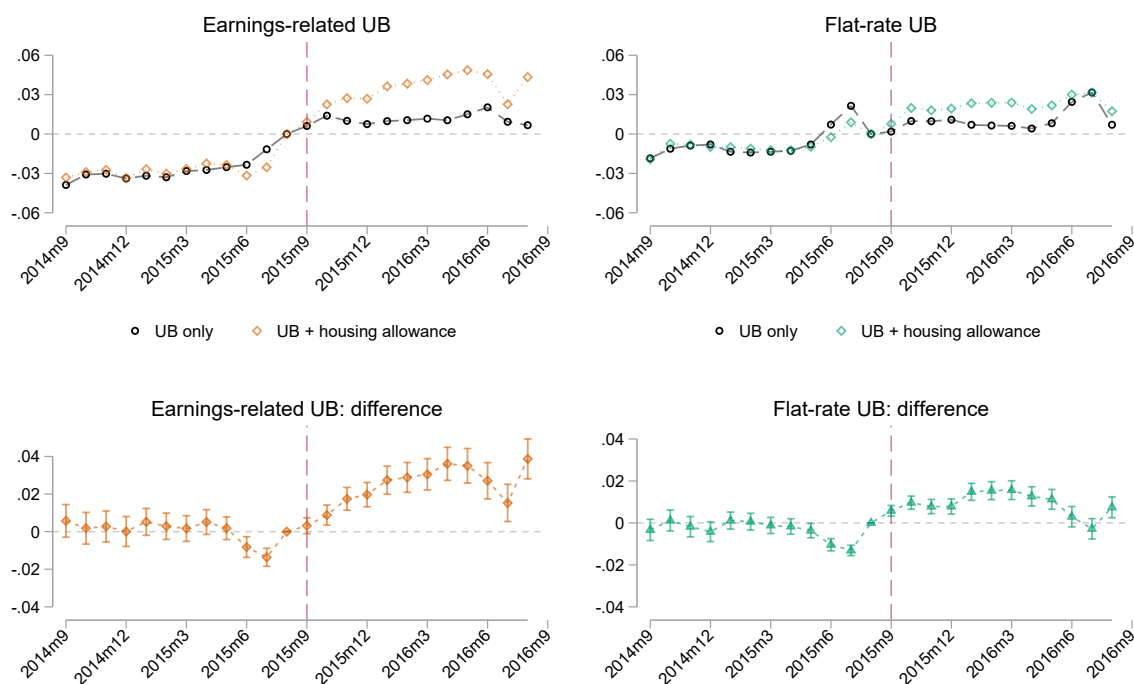 Earnings-related UB
.06
.03
0
-.03
-.06
2014m9
2014m12
2015m3
2015m6
2015m9
2015m12
2016m3
2016m6
2016m9
UB only
UB + housing allowance
Flat-rate UB
.06
.03
0
-.03
-.06
2014m9
2014m12
2015m3
2015m6
2015m9
2015m12
2016m3
2016m6
2016m9
UB only
UB + housing allowance
Earnings-related UB: difference
.04
.02
0
-.02
-.04
2014m9
2014m12
2015m3
2015m6
2015m9
2015m12
2016m3
2016m6
2016m9
Flat-rate UB: difference
.04
.02
0
-.02
-.04
2014m9
2014m12
2015m3
2015m6
2015m9
2015m12
2016m3
2016m6
2016m9